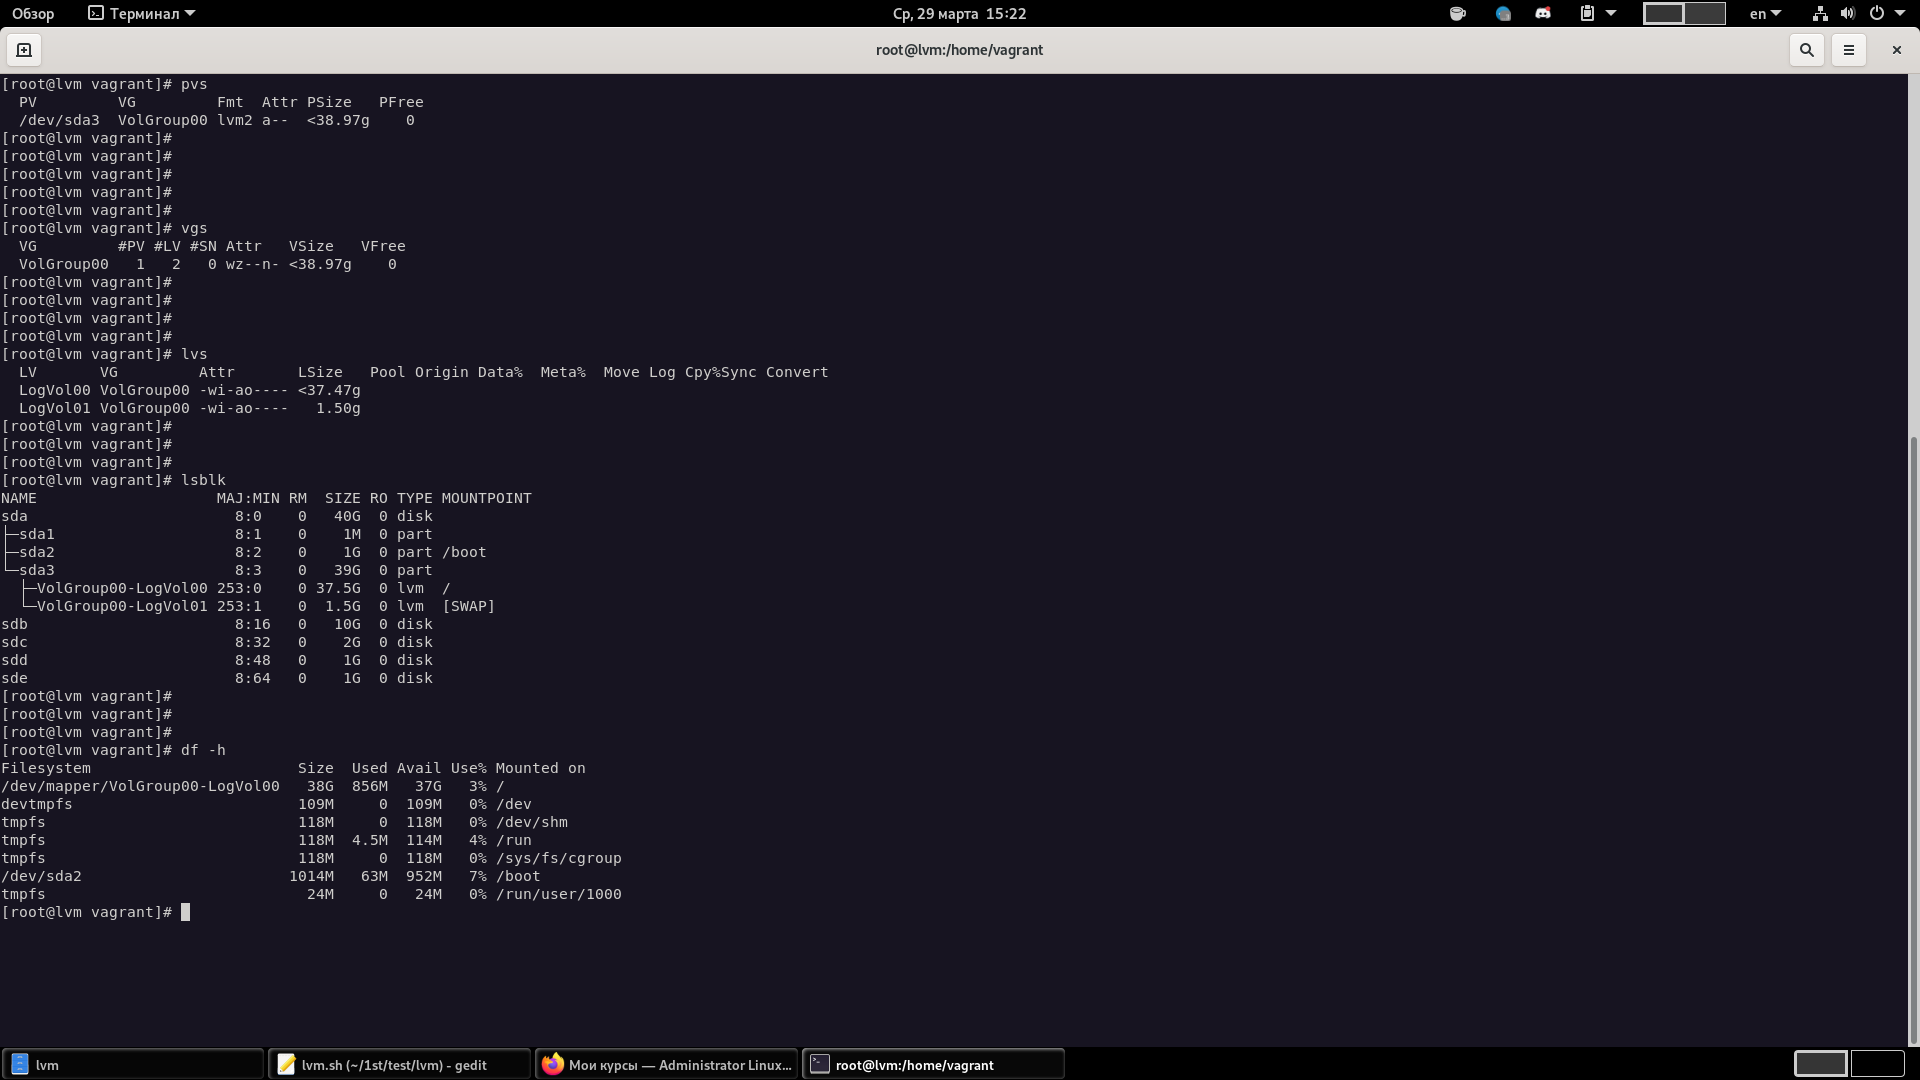 Обзор Терминал Ср, 29 марта 15:22 en
root@lvm:/home/vagrant
[root@lvm vagrant]# pvs
  PV         VG         Fmt  Attr PSize   PFree
  /dev/sda3  VolGroup00 lvm2 a--  <38.97g    0
[root@lvm vagrant]#
[root@lvm vagrant]#
[root@lvm vagrant]#
[root@lvm vagrant]#
[root@lvm vagrant]#
[root@lvm vagrant]# vgs
  VG         #PV #LV #SN Attr   VSize   VFree
  VolGroup00   1   2   0 wz--n- <38.97g    0
[root@lvm vagrant]#
[root@lvm vagrant]#
[root@lvm vagrant]#
[root@lvm vagrant]#
[root@lvm vagrant]# lvs
  LV       VG         Attr       LSize   Pool Origin Data%  Meta%  Move Log Cpy%Sync Convert
  LogVol00 VolGroup00 -wi-ao---- <37.47g
  LogVol01 VolGroup00 -wi-ao----   1.50g
[root@lvm vagrant]#
[root@lvm vagrant]#
[root@lvm vagrant]#
[root@lvm vagrant]# lsblk
NAME                    MAJ:MIN RM  SIZE RO TYPE MOUNTPOINT
sda                       8:0    0   40G  0 disk
├─sda1                    8:1    0    1M  0 part
├─sda2                    8:2    0    1G  0 part /boot
└─sda3                    8:3    0   39G  0 part
  ├─VolGroup00-LogVol00 253:0    0 37.5G  0 lvm  /
  └─VolGroup00-LogVol01 253:1    0  1.5G  0 lvm  [SWAP]
sdb                       8:16   0   10G  0 disk
sdc                       8:32   0    2G  0 disk
sdd                       8:48   0    1G  0 disk
sde                       8:64   0    1G  0 disk
[root@lvm vagrant]#
[root@lvm vagrant]#
[root@lvm vagrant]#
[root@lvm vagrant]# df -h
Filesystem                       Size  Used Avail Use% Mounted on
/dev/mapper/VolGroup00-LogVol00   38G  856M   37G   3% /
devtmpfs                         109M     0  109M   0% /dev
tmpfs                            118M     0  118M   0% /dev/shm
tmpfs                            118M  4.5M  114M   4% /run
tmpfs                            118M     0  118M   0% /sys/fs/cgroup
/dev/sda2                       1014M   63M  952M   7% /boot
tmpfs                             24M     0   24M   0% /run/user/1000
[root@lvm vagrant]#
lvm lvm.sh (~/1st/test/lvm) - gedit Мои курсы — Administrator Linux... root@lvm:/home/vagrant